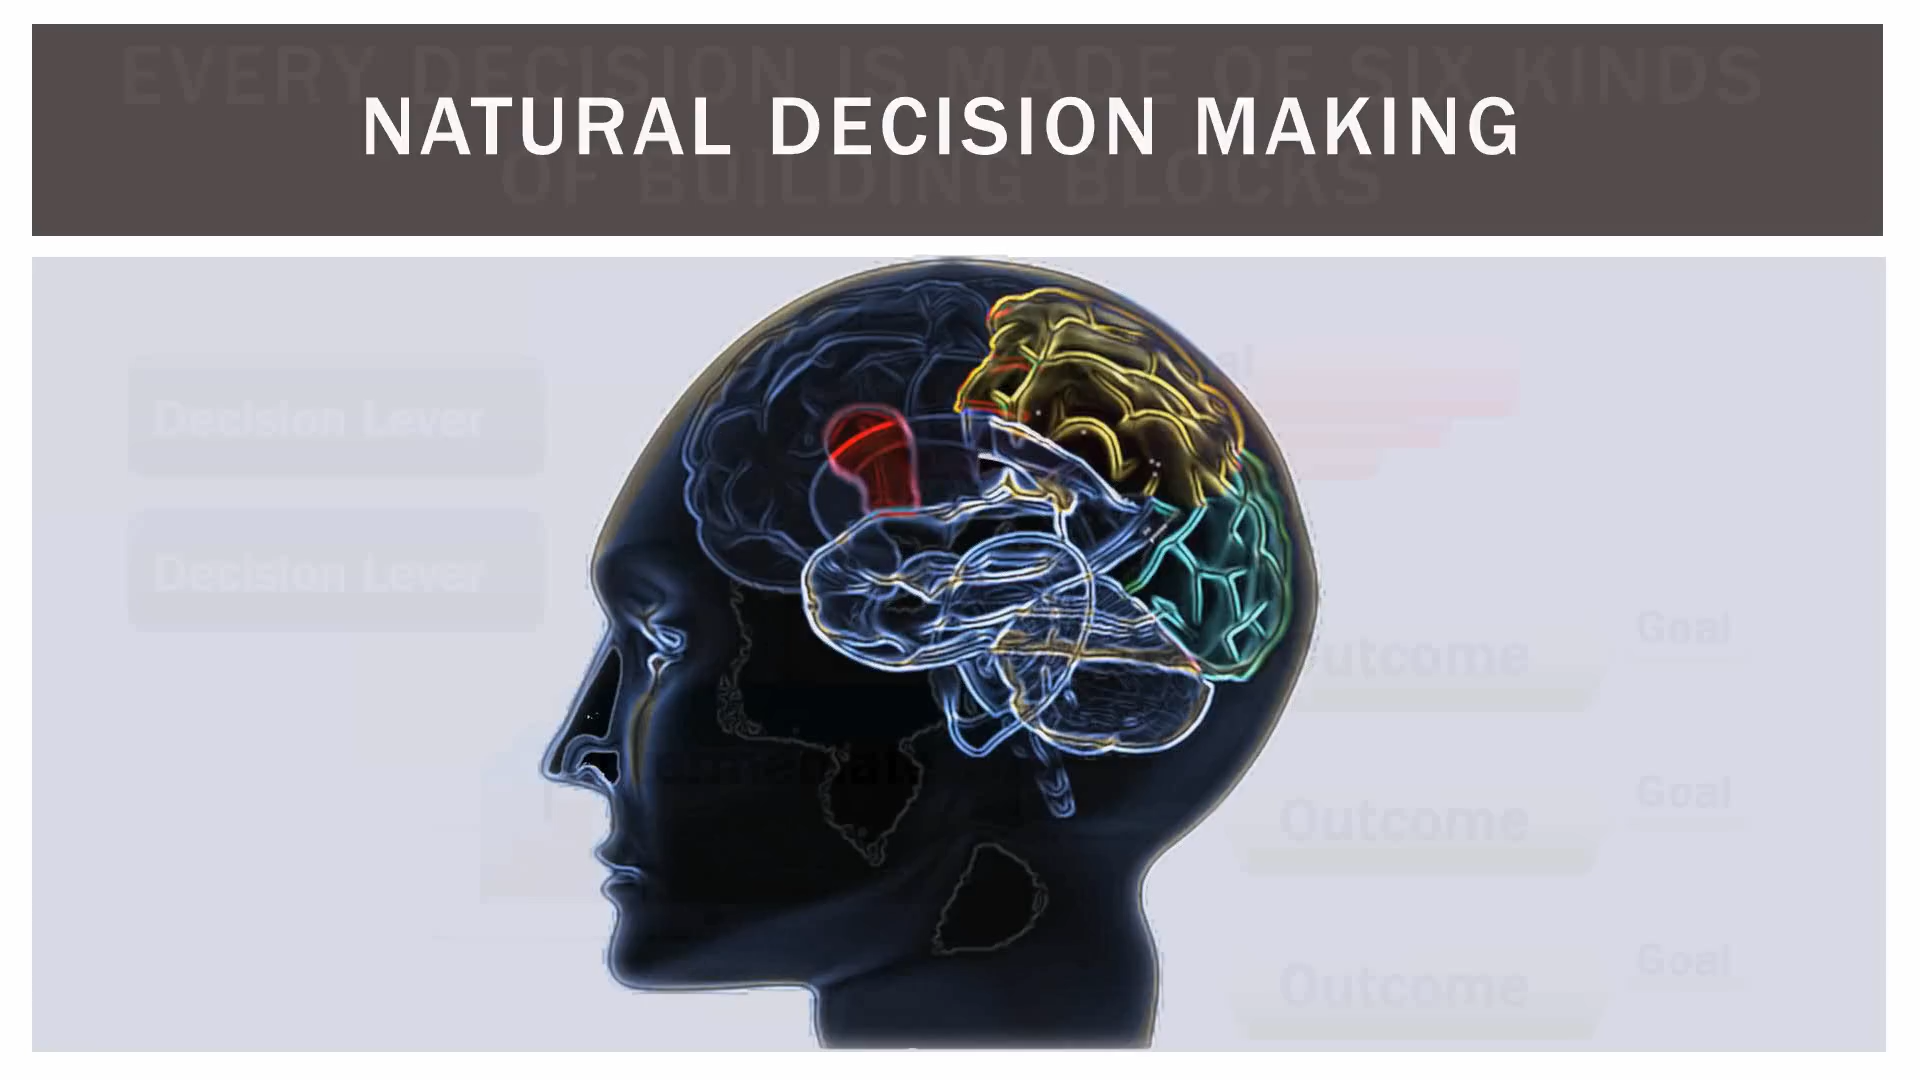 EVERY DECISION IS MADE OF SIX KINDS
NATURAL DECISION MAKING
OF BUILDING BLOCKS
Decision Lever
Decision Lever
Outcome
Goal
Outcome
Goal
Outcome
Goal